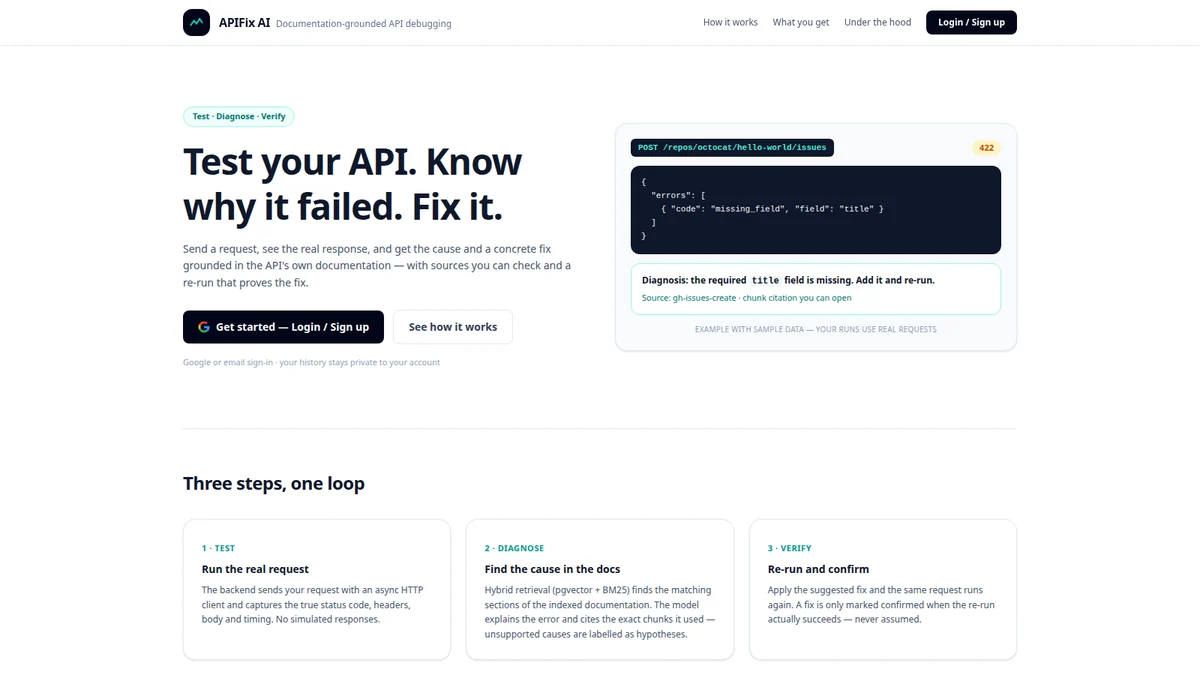 APIFix AI Documentation-grounded API debugging
How it works What you get Under the hood Login / Sign up
Test · Diagnose · Verify
Test your API. Know
why it failed. Fix it.
Send a request, see the real response, and get the cause and a concrete fix
grounded in the API's own documentation — with sources you can check and a
re-run that proves the fix.
Get started — Login / Sign up
See how it works
Google or email sign-in · your history stays private to your account
POST /repos/octocat/hello-world/issues
422
{
"errors": [
{ "code": "missing_field", "field": "title" }
]
}
Diagnosis: the required title field is missing. Add it and re-run.
Source: gh-issues-create · chunk citation you can open
EXAMPLE WITH SAMPLE DATA — YOUR RUNS USE REAL REQUESTS
Three steps, one loop
1 · TEST
Run the real request
The backend sends your request with an async HTTP
client and captures the true status code, headers,
body and timing. No simulated responses.
2 · DIAGNOSE
Find the cause in the docs
Hybrid retrieval (pgvector + BM25) finds the matching
sections of the indexed documentation. The model
explains the error and cites the exact chunks it used —
unsupported causes are labelled as hypotheses.
3 · VERIFY
Re-run and confirm
Apply the suggested fix and the same request runs
again. A fix is only marked confirmed when the re-run
actually succeeds — never assumed.